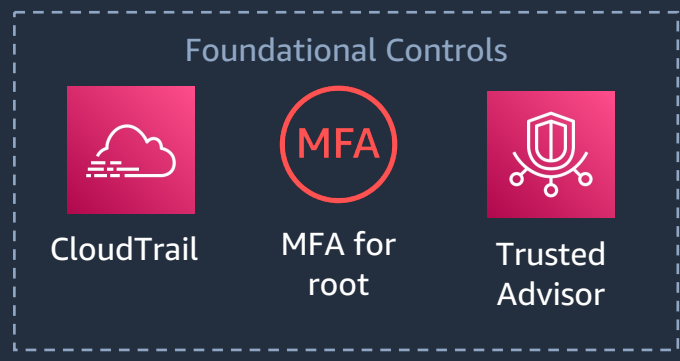 Foundational Controls
MFA
CloudTrail
MFA for
root
Trusted
Advisor